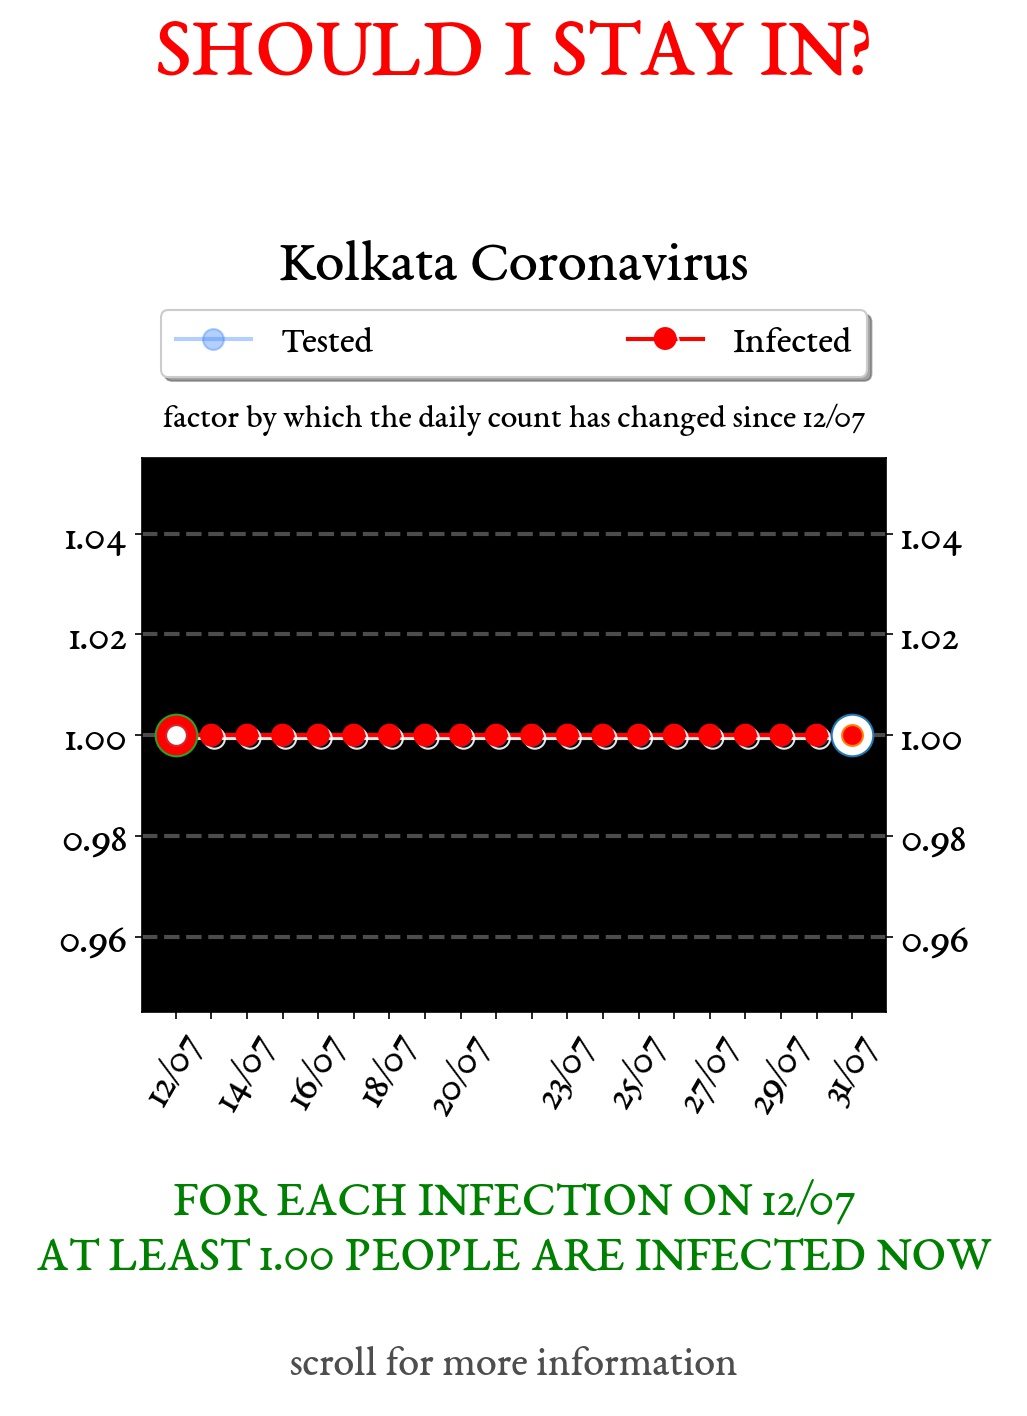 SHOULD I STAY IN?
Kolkata Coronavirus
Tested Infected
factor by which the daily count has changed since 12/07
1.04 1.04
1.02 1.02
1.00 1.00
0.98 0.98
0.96 0.96
12/07 14/07 16/07 18/07 20/07 23/07 25/07 27/07 29/07 31/07
FOR EACH INFECTION ON 12/07
AT LEAST 1.00 PEOPLE ARE INFECTED NOW
scroll for more information